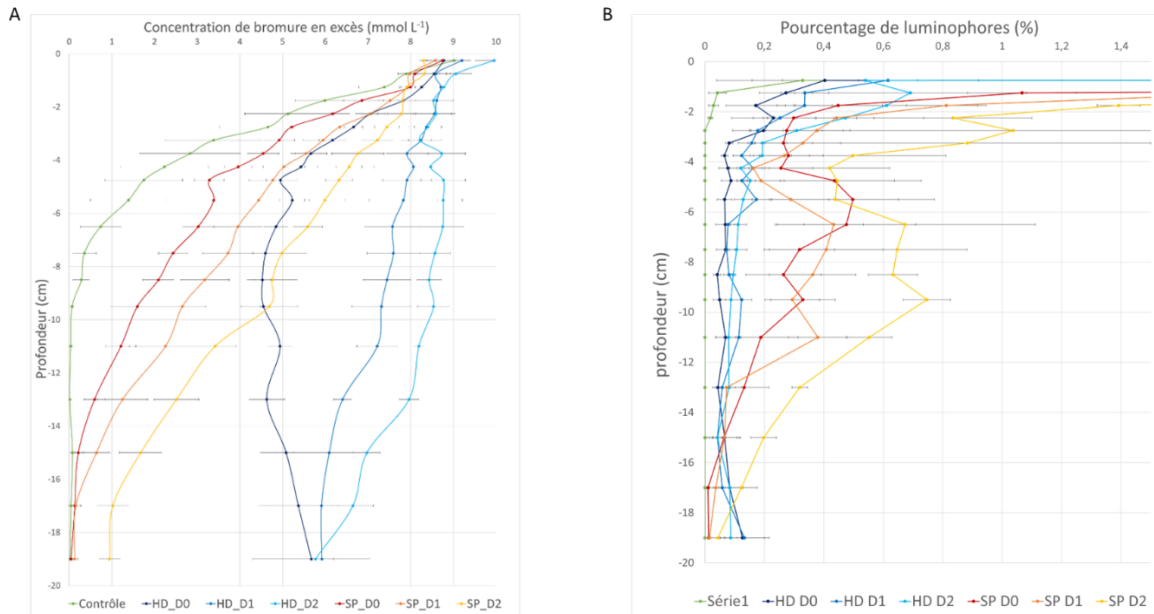 A
Concentration de bromure en excès (mmol L⁻¹)
0 1 2 3 4 5 6 7 8 9 10
0
-2
-4
-6
-8
-10
-12
-14
-16
-18
-20
Profondeur (cm)
Contrôle HD_D0 HD_D1 HD_D2 SP_D0 SP_D1 SP_D2
B
Pourcentage de luminophores (%)
0 0,2 0,4 0,6 0,8 1 1,2 1,4
0
-2
-4
-6
-8
-10
-12
-14
-16
-18
-20
profondeur (cm)
Série1 HD D0 HD D1 HD D2 SP D0 SP D1 SP D2